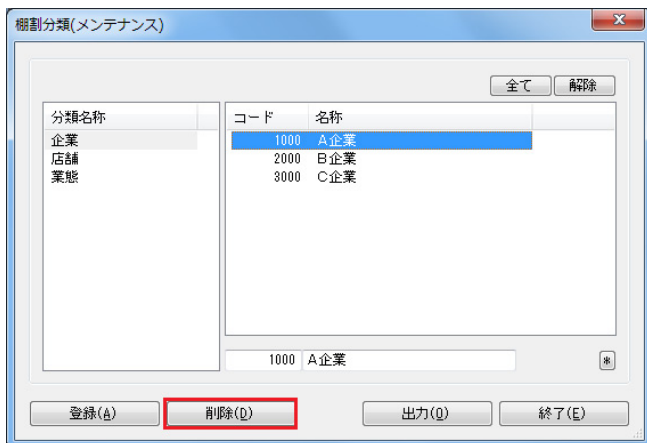 棚割分類(メンテナンス)
全て 解除
分類名称
企業
店舗
業態
コード 名称
1000 A企業
2000 B企業
3000 C企業
1000 A企業 *
登録(A) 削除(D) 出力(O) 終了(E)